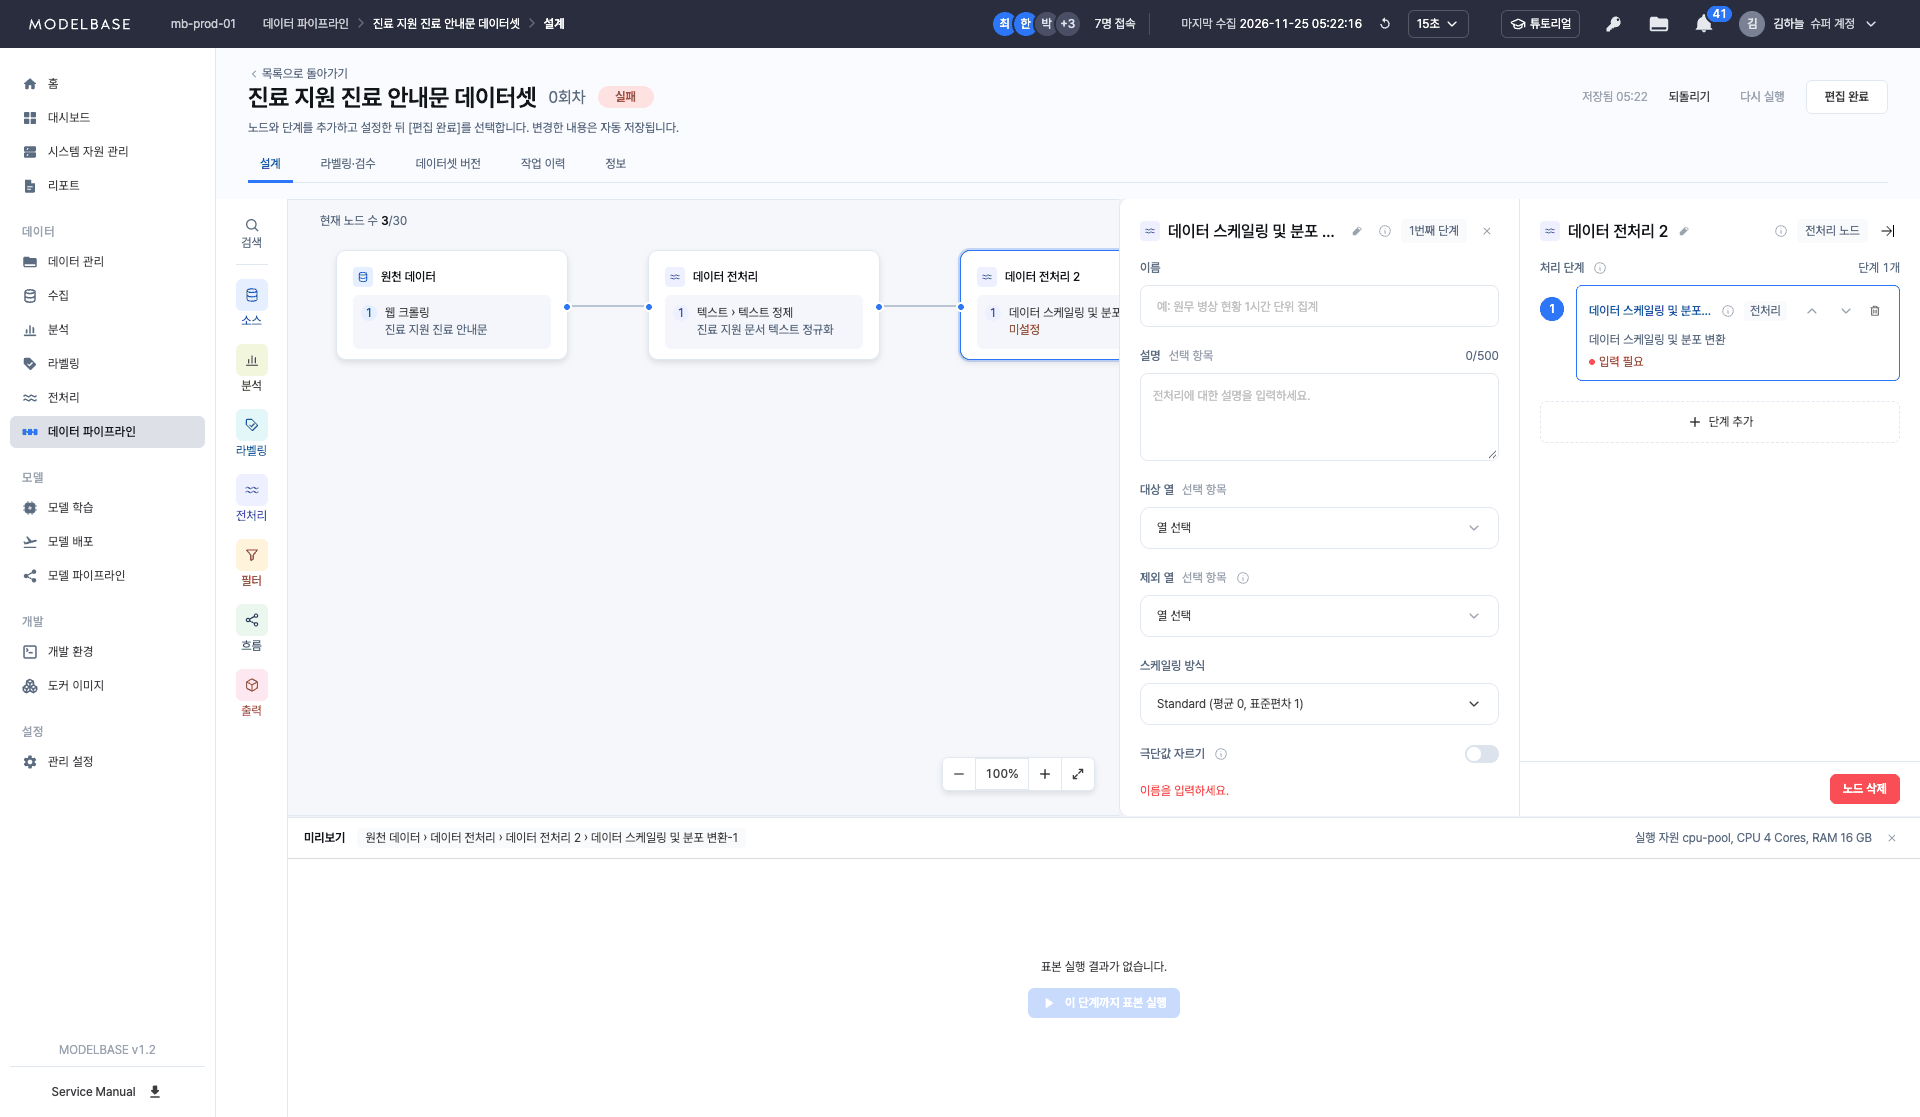 MODELBASE
mb-prod-01
데이터 파이프라인 > 진료 지원 진료 안내문 데이터셋 > 설계
최 한 박 +3 7명 접속
마지막 수집 2026-11-25 05:22:16
15초
튜토리얼
41
김 김하늘 슈퍼 계정
홈
대시보드
시스템 자원 관리
리포트
데이터
데이터 관리
수집
분석
라벨링
전처리
데이터 파이프라인
모델
모델 학습
모델 배포
모델 파이프라인
개발
개발 환경
도커 이미지
설정
관리 설정
MODELBASE v1.2
Service Manual
목록으로 돌아가기
진료 지원 진료 안내문 데이터셋 0회차 실패
노드와 단계를 추가하고 설정한 뒤 [편집 완료]를 선택합니다. 변경한 내용은 자동 저장됩니다.
저장됨 05:22 되돌리기 다시 실행 편집 완료
설계 라벨링·검수 데이터셋 버전 작업 이력 정보
검색
소스
분석
라벨링
전처리
필터
흐름
출력
현재 노드 수 3/30
원천 데이터
1 웹 크롤링
진료 지원 진료 안내문
데이터 전처리
1 텍스트 › 텍스트 정제
진료 지원 문서 텍스트 정규화
데이터 전처리 2
1 데이터 스케일링 및 분포
미설정
100%
데이터 스케일링 및 분포 ... 1번째 단계
이름
예: 원무 병상 현황 1시간 단위 집계
설명 선택 항목 0/500
전처리에 대한 설명을 입력하세요.
대상 열 선택 항목
열 선택
제외 열 선택 항목
열 선택
스케일링 방식
Standard (평균 0, 표준편차 1)
극단값 자르기
이름을 입력하세요.
데이터 전처리 2 전처리 노드
처리 단계 단계 1개
1 데이터 스케일링 및 분포... 전처리
데이터 스케일링 및 분포 변환
입력 필요
단계 추가
노드 삭제
미리보기 원천 데이터 › 데이터 전처리 › 데이터 전처리 2 › 데이터 스케일링 및 분포 변환-1
실행 자원 cpu-pool, CPU 4 Cores, RAM 16 GB
표본 실행 결과가 없습니다.
이 단계까지 표본 실행